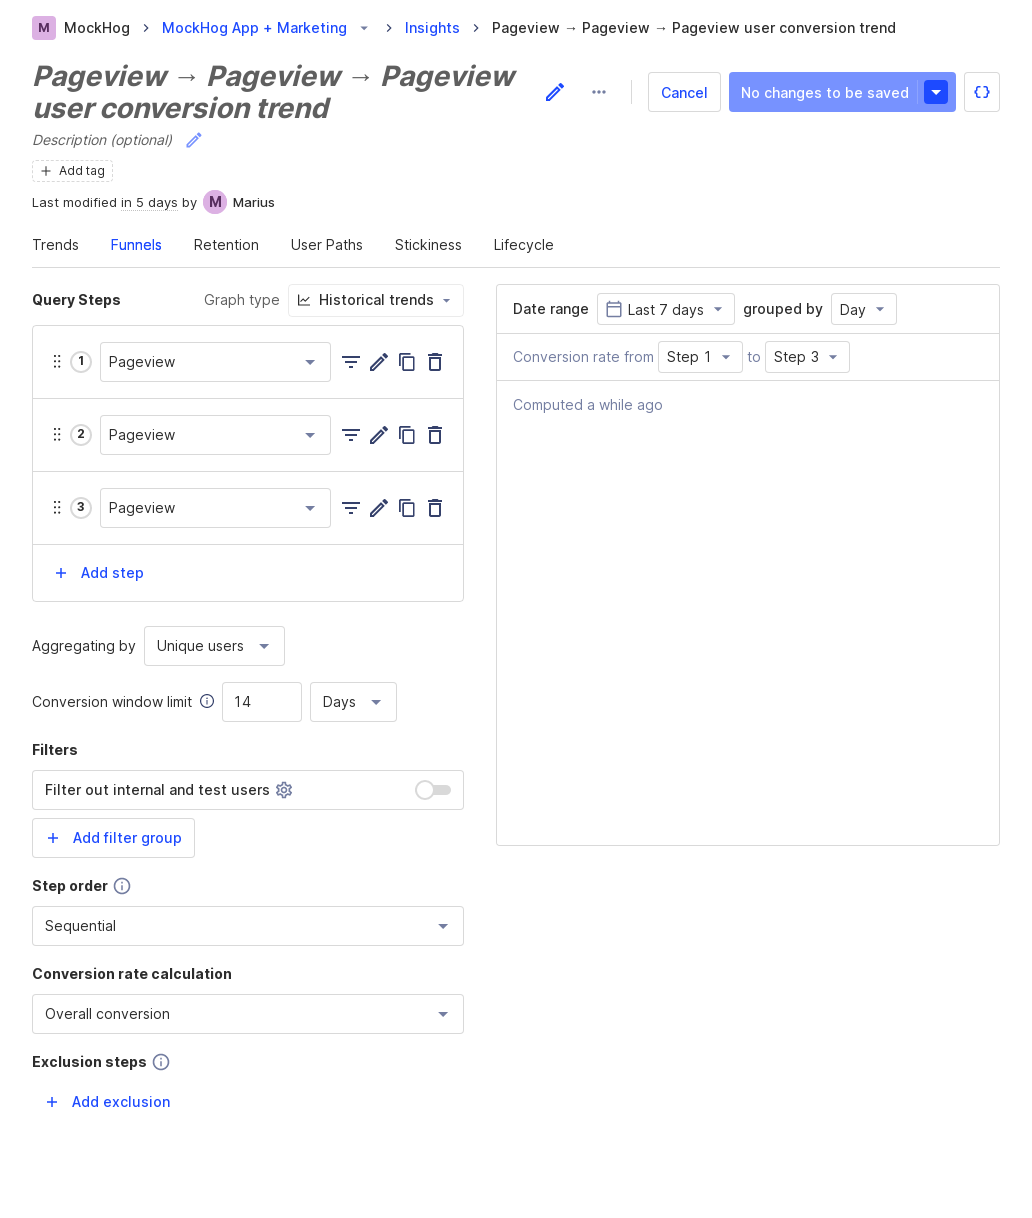 M MockHog > MockHog App + Marketing > Insights > Pageview → Pageview → Pageview user conversion trend
Pageview → Pageview → Pageview
user conversion trend
Cancel
No changes to be saved
Description (optional)
Add tag
Last modified in 5 days by M Marius
Trends Funnels Retention User Paths Stickiness Lifecycle
Query Steps
Graph type Historical trends
1 Pageview
2 Pageview
3 Pageview
Add step
Aggregating by Unique users
Conversion window limit 14 Days
Filters
Filter out internal and test users
Add filter group
Step order
Sequential
Conversion rate calculation
Overall conversion
Exclusion steps
Add exclusion
Date range Last 7 days grouped by Day
Conversion rate from Step 1 to Step 3
Computed a while ago